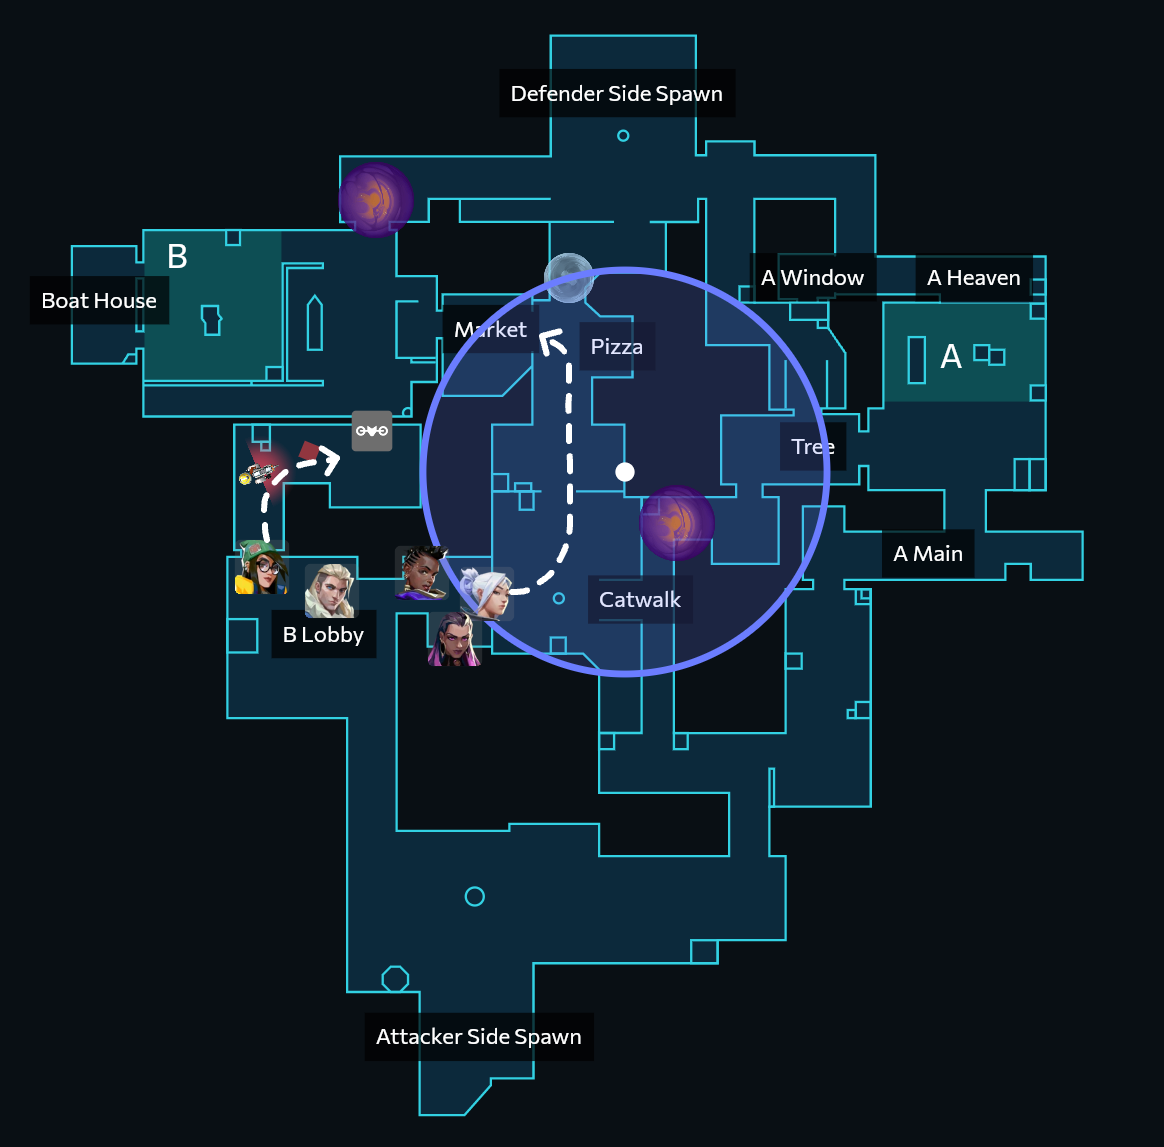 Defender Side Spawn
B
A Window
A Heaven
Boat House
Market
Pizza
A
Tree
A Main
Catwalk
B Lobby
Attacker Side Spawn